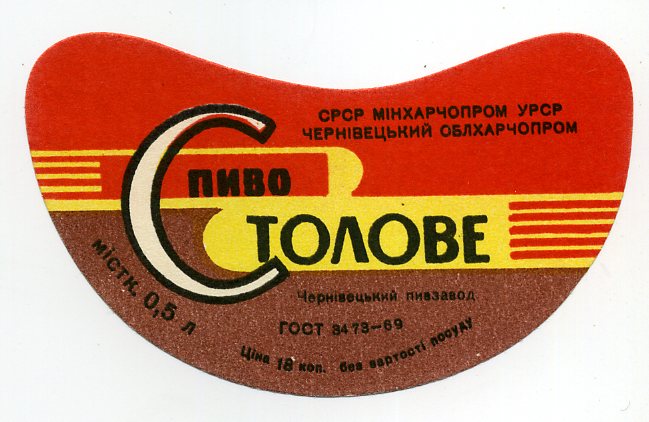 СРСР МІНХАРЧОПРОМ УРСР
ЧЕРНІВЕЦЬКИЙ ОБЛХАРЧОПРОМ
ПИВО
СТОЛОВЕ
містк. 0,5 л
Чернівецький пивзавод
ГОСТ 3473-69
Ціна 18 коп. без вартості посуду